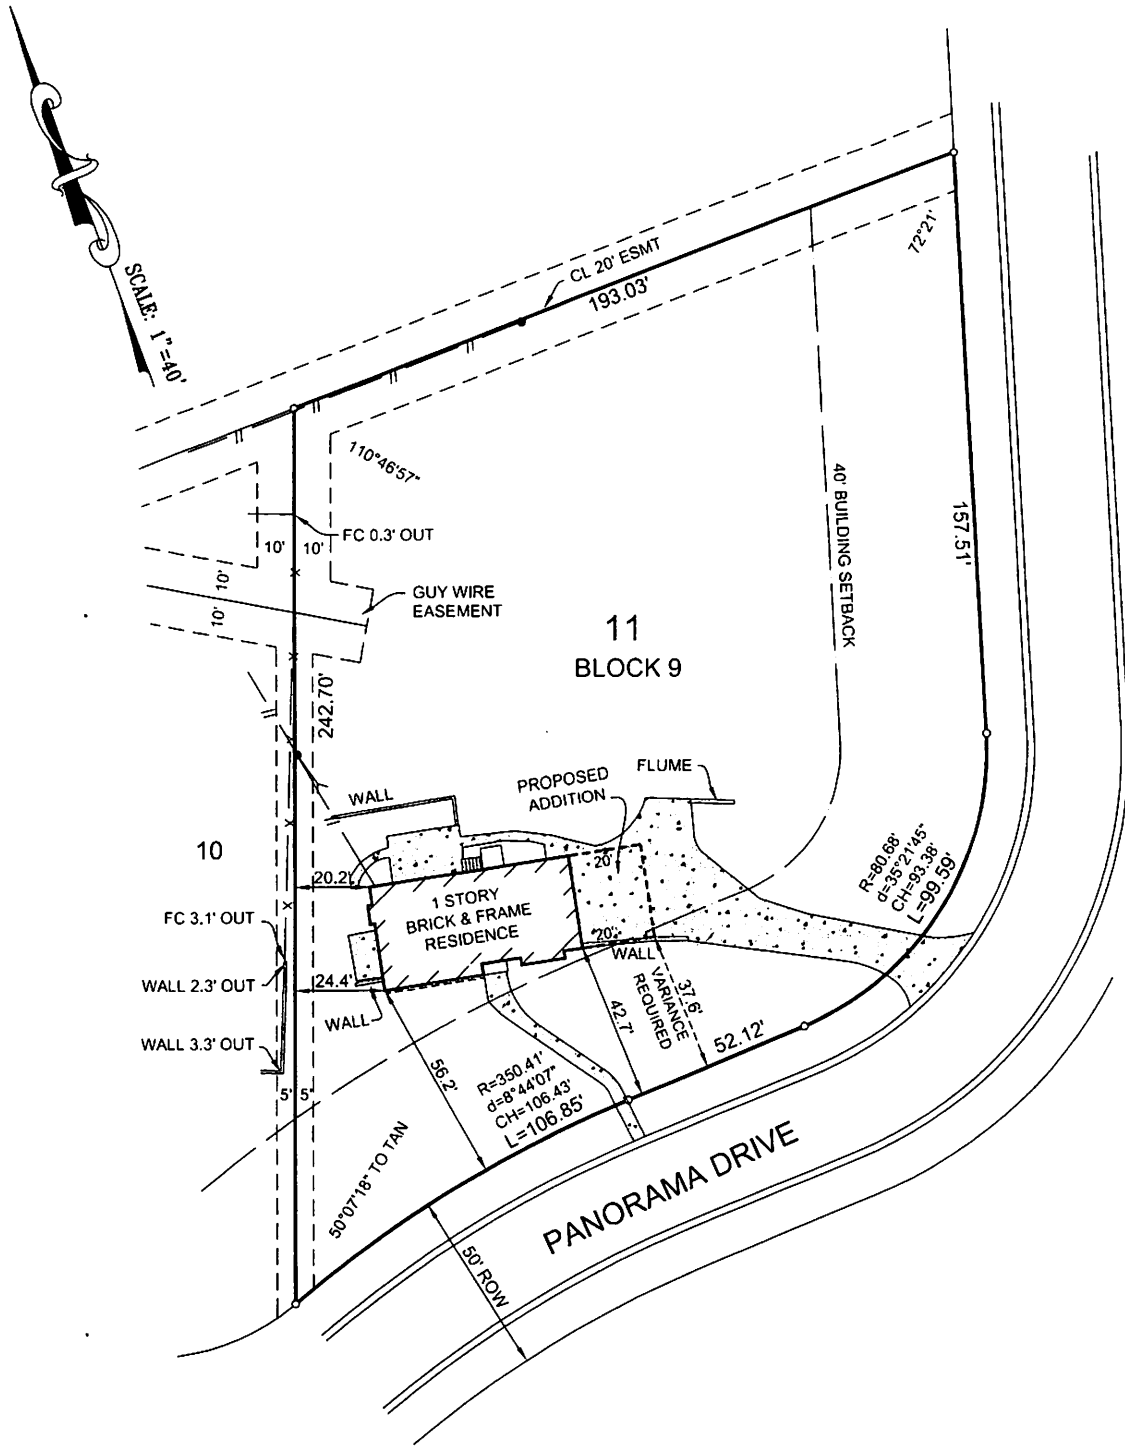 SCALE: 1"=40'
CL 20' ESMT
193.03'
72°21'
110°46'57"
FC 0.3' OUT
10' 10'
10'
10'
GUY WIRE
EASEMENT
40' BUILDING SETBACK
157.51'
11
BLOCK 9
242.70'
FLUME
PROPOSED
ADDITION
WALL
10
20.2'
20'
1 STORY
BRICK & FRAME
RESIDENCE
R=80.68'
d=35°21'45"
CH=93.38'
L=99.59'
FC 3.1' OUT
20'
WALL
WALL 2.3' OUT
24.4'
WALL
37.6'
VARIANCE
REQUIRED
42.7'
WALL 3.3' OUT
52.12'
56.2'
5' 5'
R=350.41'
d=8°44'07"
CH=106.43'
L=106.85'
50°07'18" TO TAN
PANORAMA DRIVE
50' ROW